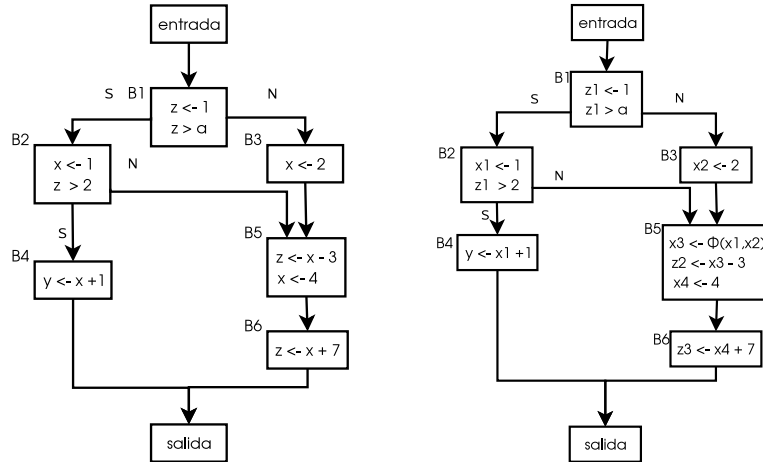 entrada
S
B1
N
z <- 1
z > a
B2
x <- 1
z > 2
N
B3
x <- 2
S
B4
y <- x +1
B5
z <- x - 3
x <- 4
B6
z <- x + 7
salida
entrada
B1
z1 <- 1
z1 > a
S
N
B2
x1 <- 1
z1 > 2
N
B3
x2 <- 2
S
B4
y <- x1 +1
B5
x3 <- Φ(x1,x2)
z2 <- x3 - 3
x4 <- 4
B6
z3 <- x4 + 7
salida